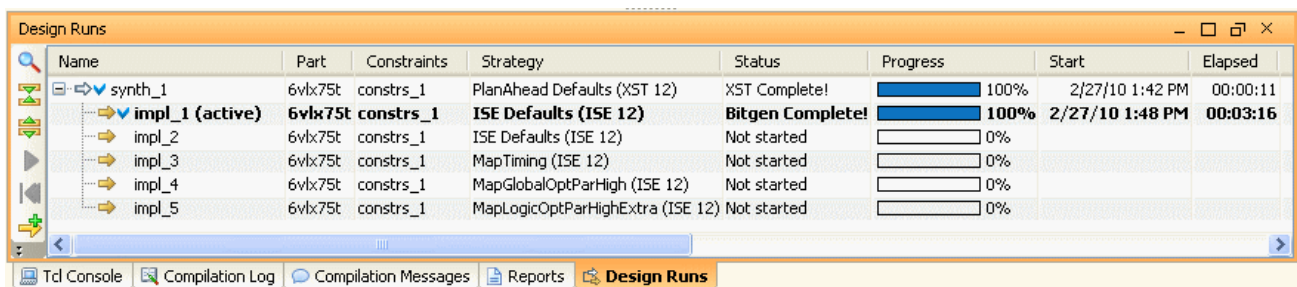 Design Runs
Name Part Constraints Strategy Status Progress Start Elapsed
synth_1 6vlx75t constrs_1 PlanAhead Defaults (XST 12) XST Complete! 100% 2/27/10 1:42 PM 00:00:11
impl_1 (active) 6vlx75t constrs_1 ISE Defaults (ISE 12) Bitgen Complete! 100% 2/27/10 1:48 PM 00:03:16
impl_2 6vlx75t constrs_1 ISE Defaults (ISE 12) Not started 0%
impl_3 6vlx75t constrs_1 MapTiming (ISE 12) Not started 0%
impl_4 6vlx75t constrs_1 MapGlobalOptParHigh (ISE 12) Not started 0%
impl_5 6vlx75t constrs_1 MapLogicOptParHighExtra (ISE 12) Not started 0%
Tcl Console Compilation Log Compilation Messages Reports Design Runs